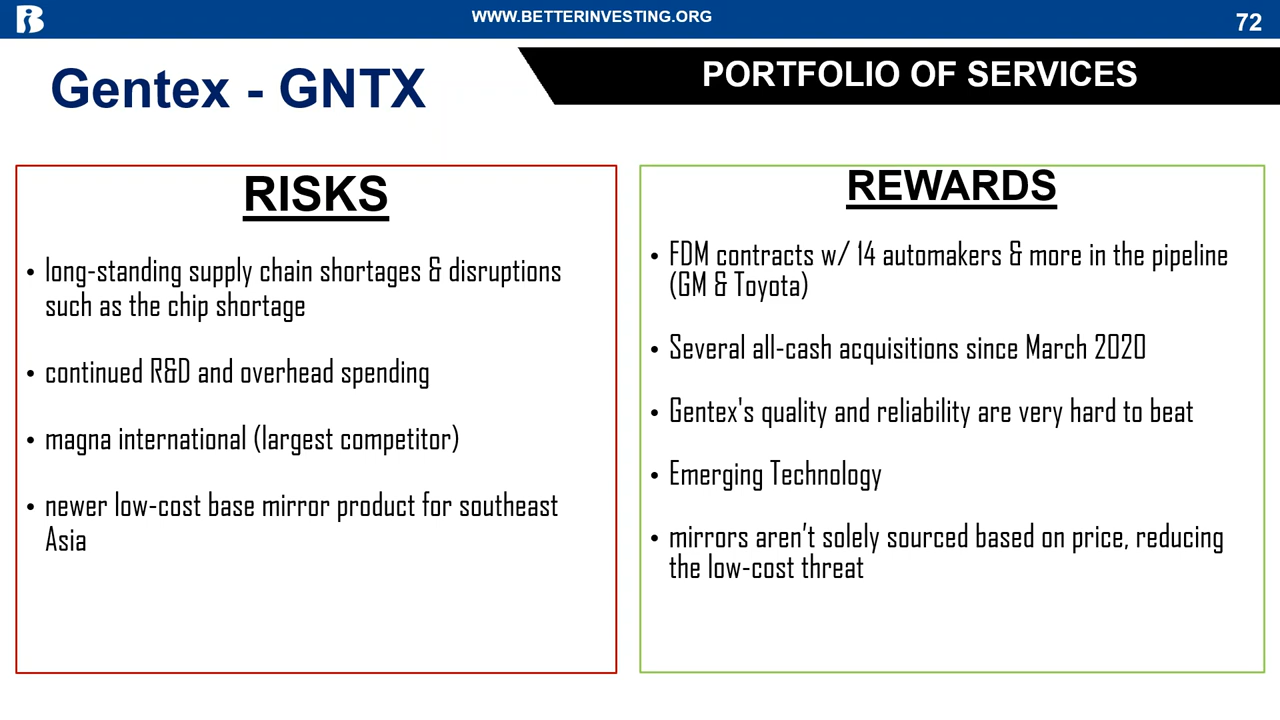 WWW.BETTERINVESTING.ORG
72
Gentex - GNTX
PORTFOLIO OF SERVICES
RISKS
• long-standing supply chain shortages & disruptions
such as the chip shortage
• continued R&D and overhead spending
• magna international (largest competitor)
• newer low-cost base mirror product for southeast
Asia
REWARDS
• FDM contracts w/ 14 automakers & more in the pipeline
(GM & Toyota)
• Several all-cash acquisitions since March 2020
• Gentex's quality and reliability are very hard to beat
• Emerging Technology
• mirrors aren’t solely sourced based on price, reducing
the low-cost threat